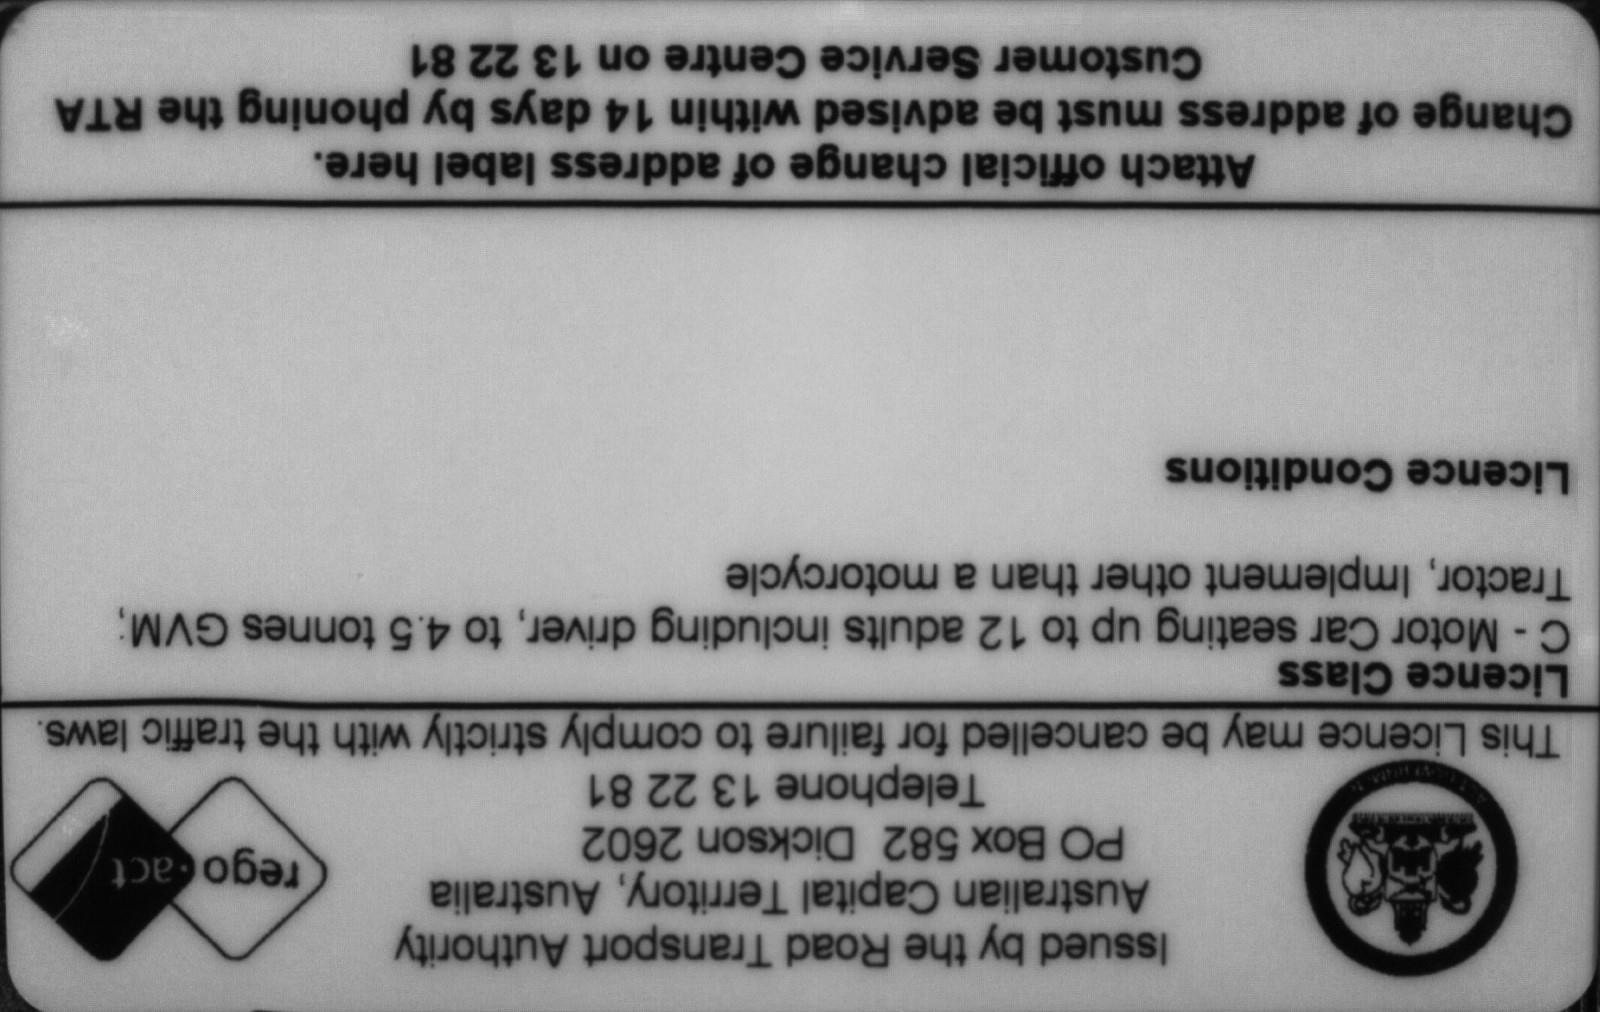 Issued by the Road Transport Authority
Australian Capital Territory, Australia
PO Box 582 Dickson 2602
Telephone 13 22 81
rego·act
This Licence may be cancelled for failure to comply strictly with the traffic laws.
Licence Class
C - Motor Car seating up to 12 adults including driver, to 4.5 tonnes GVM;
Tractor, Implement other than a motorcycle
Licence Conditions
Attach official change of address label here.
Change of address must be advised within 14 days by phoning the RTA
Customer Service Centre on 13 22 81